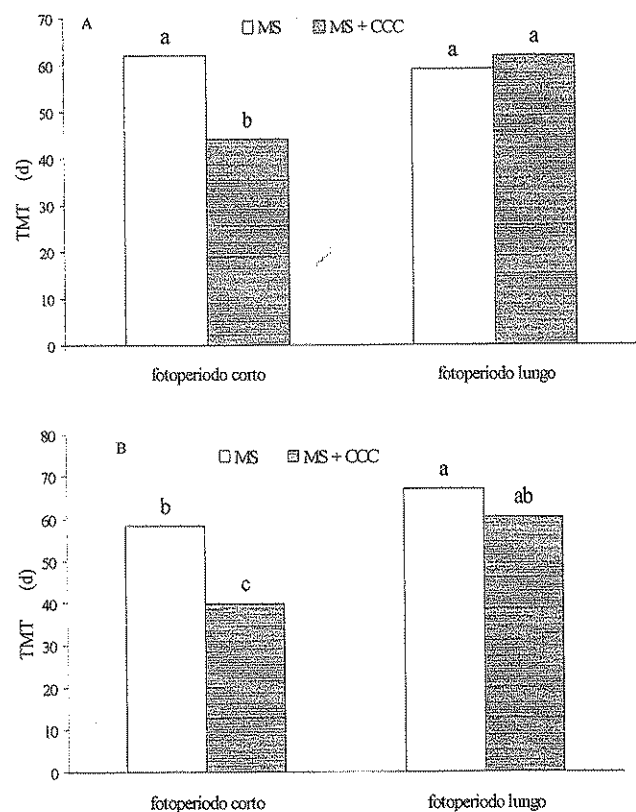 A
MS MS + CCC
70
60
50
40
30
20
10
0
TMT (d)
a
b
a
a
fotoperiodo corto
fotoperiodo lungo
B
MS MS + CCC
80
70
60
50
40
30
20
10
0
TMT (d)
b
c
a
ab
fotoperiodo corto
fotoperiodo lungo